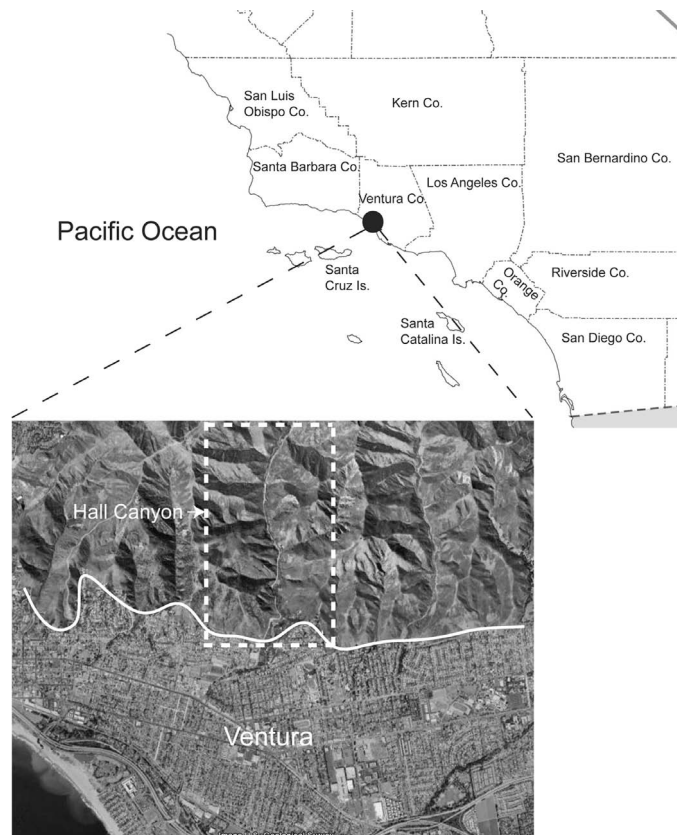 San Luis
Obispo Co.
Kern Co.
San Bernardino Co.
Santa Barbara Co.
Los Angeles Co.
Ventura Co.
Pacific Ocean
Santa
Cruz Is.
Orange
Co.
Riverside Co.
Santa
Catalina Is.
San Diego Co.
Hall Canyon
Ventura